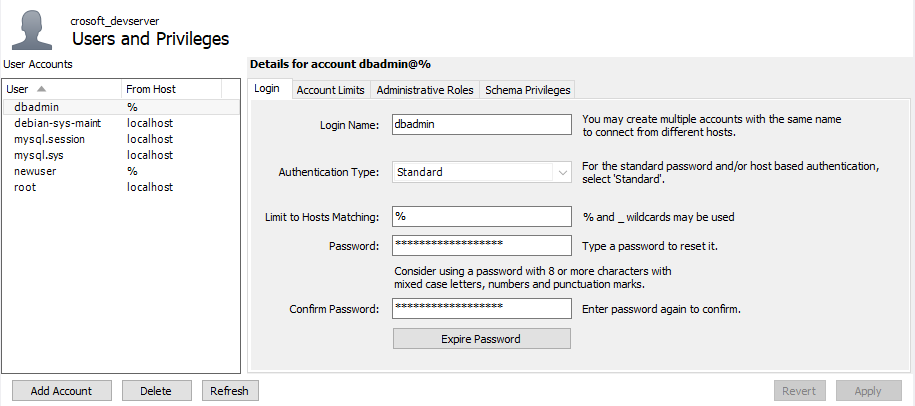 crosoft_devserver
Users and Privileges
User Accounts
User From Host
dbadmin %
debian-sys-maint localhost
mysql.session localhost
mysql.sys localhost
newuser %
root localhost
Details for account dbadmin@%
Login Account Limits Administrative Roles Schema Privileges
Login Name: dbadmin You may create multiple accounts with the same name
to connect from different hosts.
Authentication Type: Standard For the standard password and/or host based authentication,
select 'Standard'.
Limit to Hosts Matching: % % and _ wildcards may be used
Password: ****************** Type a password to reset it.
Consider using a password with 8 or more characters with
mixed case letters, numbers and punctuation marks.
Confirm Password: ****************** Enter password again to confirm.
Expire Password
Add Account Delete Refresh Revert Apply